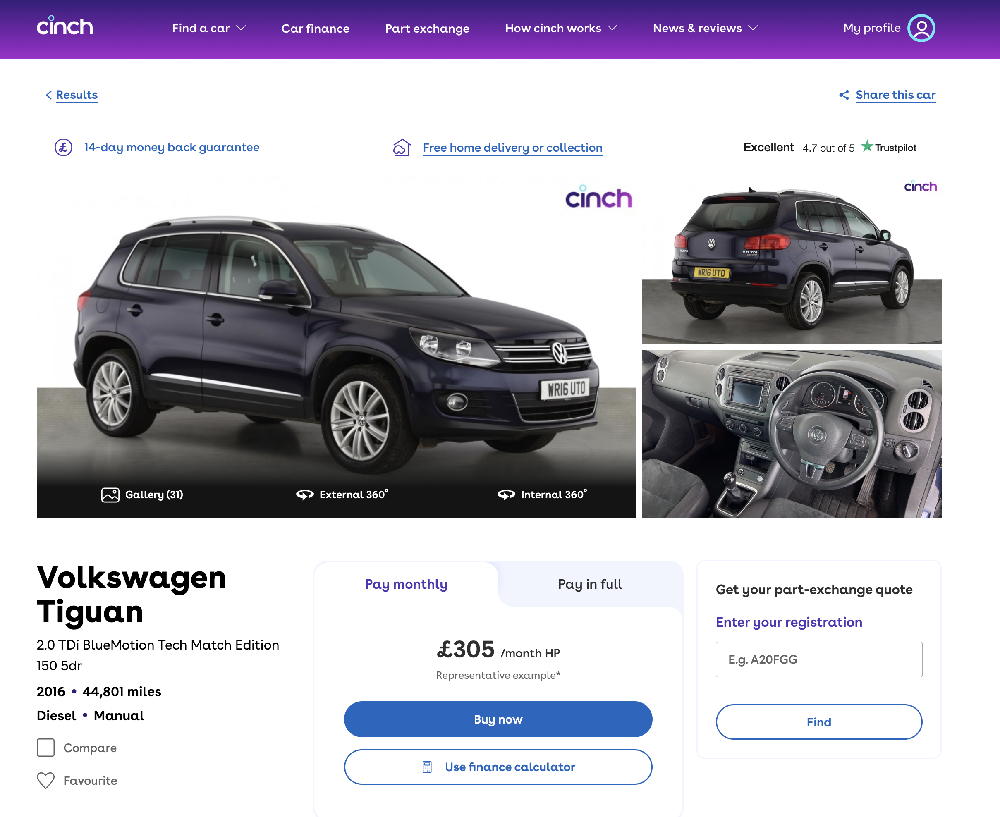 cinch
Find a car
Car finance
Part exchange
How cinch works
News & reviews
My profile
Results
Share this car
14-day money back guarantee
Free home delivery or collection
Excellent 4.7 out of 5 Trustpilot
cinch
cinch
TIGUAN
2.0 TDI
WR16 UTO
WR16 UTO
Gallery (31)
External 360°
Internal 360°
Volkswagen
Tiguan
2.0 TDi BlueMotion Tech Match Edition
150 5dr
2016 • 44,801 miles
Diesel • Manual
Compare
Favourite
Pay monthly
Pay in full
£305 /month HP
Representative example*
Buy now
Use finance calculator
Get your part-exchange quote
Enter your registration
E.g. A20FGG
Find